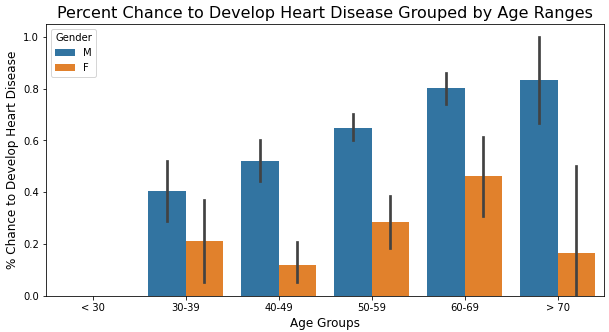 Percent Chance to Develop Heart Disease Grouped by Age Ranges
% Chance to Develop Heart Disease
1.0
0.8
0.6
0.4
0.2
0.0
Gender
M
F
< 30
30-39
40-49
50-59
60-69
> 70
Age Groups